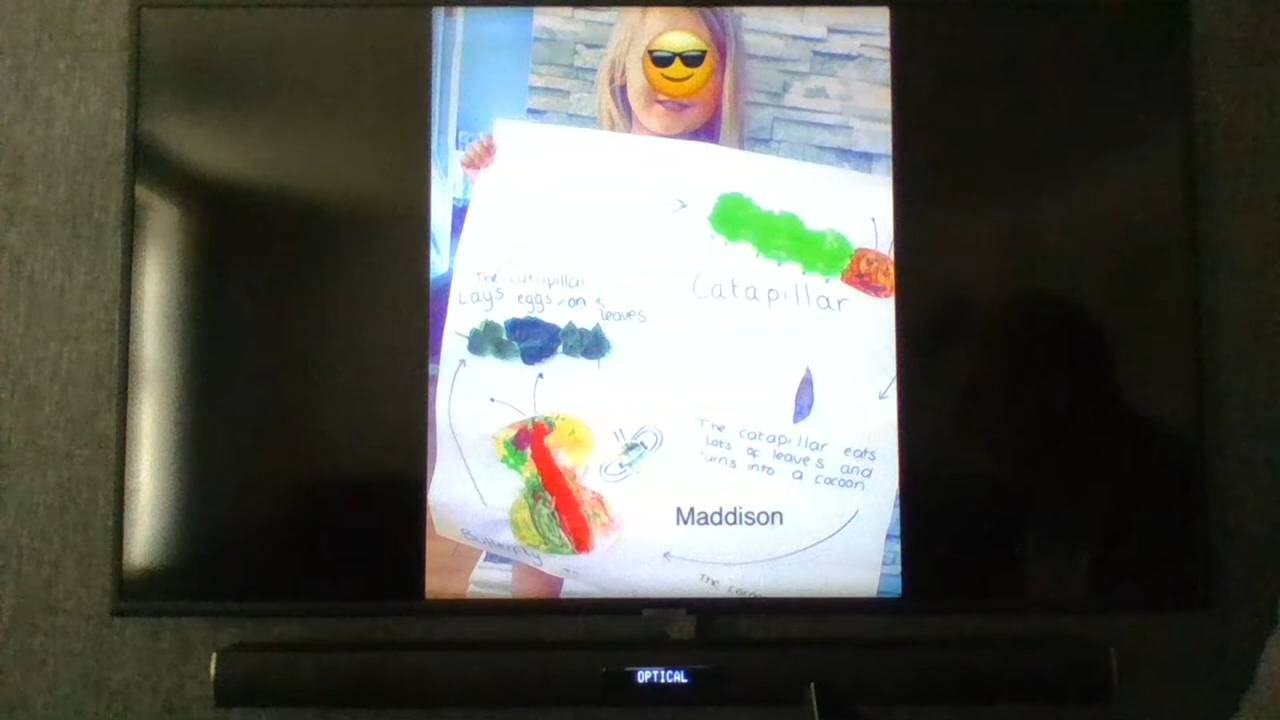 The catapillar
Lays eggs on
leaves
Catapillar
The catapillar eats
Lots of leaves and
turns into a cocoon
Maddison
Butterfly
The
OPTICAL